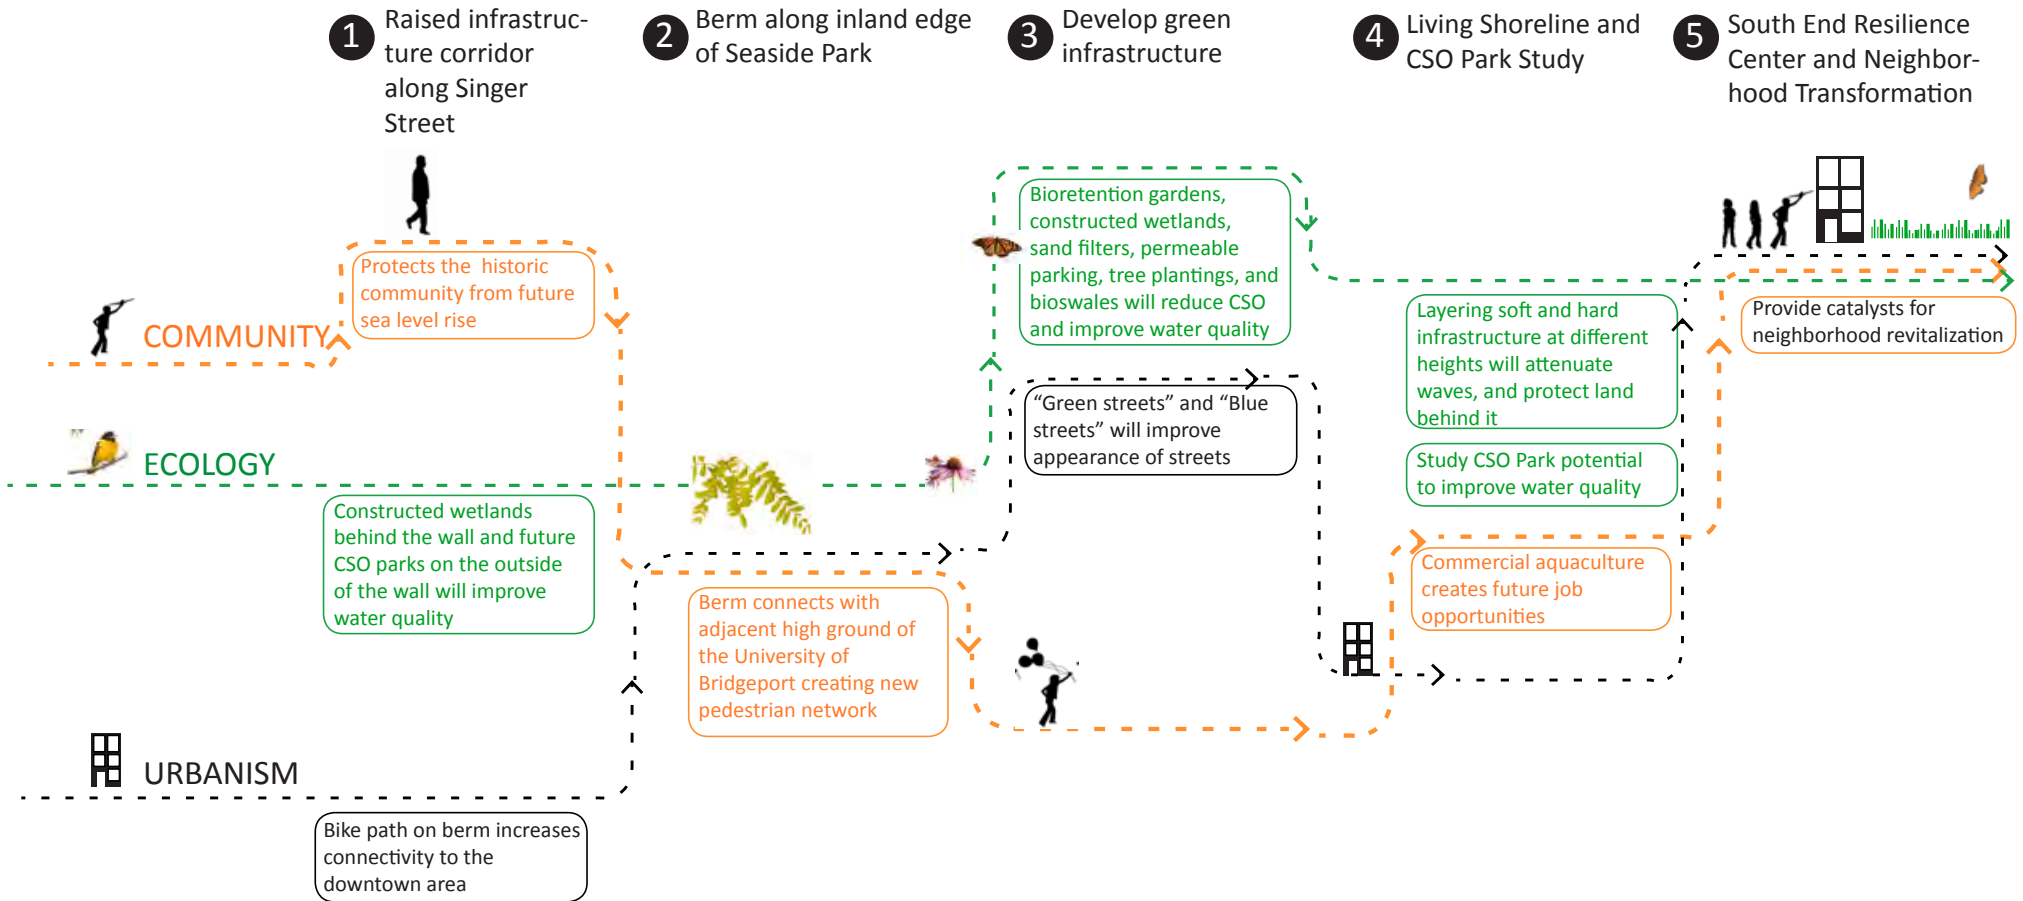 1
Raised infrastruc-
ture corridor
along Singer
Street
2
Berm along inland edge
of Seaside Park
3
Develop green
infrastructure
4
Living Shoreline and
CSO Park Study
5
South End Resilience
Center and Neighbor-
hood Transformation
COMMUNITY
Protects the historic
community from future
sea level rise
Bioretention gardens,
constructed wetlands,
sand filters, permeable
parking, tree plantings, and
bioswales will reduce CSO
and improve water quality
Layering soft and hard
infrastructure at different
heights will attenuate
waves, and protect land
behind it
Provide catalysts for
neighborhood revitalization
"Green streets" and "Blue
streets" will improve
appearance of streets
ECOLOGY
Study CSO Park potential
to improve water quality
Constructed wetlands
behind the wall and future
CSO parks on the outside
of the wall will improve
water quality
Commercial aquaculture
creates future job
opportunities
Berm connects with
adjacent high ground of
the University of
Bridgeport creating new
pedestrian network
URBANISM
Bike path on berm increases
connectivity to the
downtown area